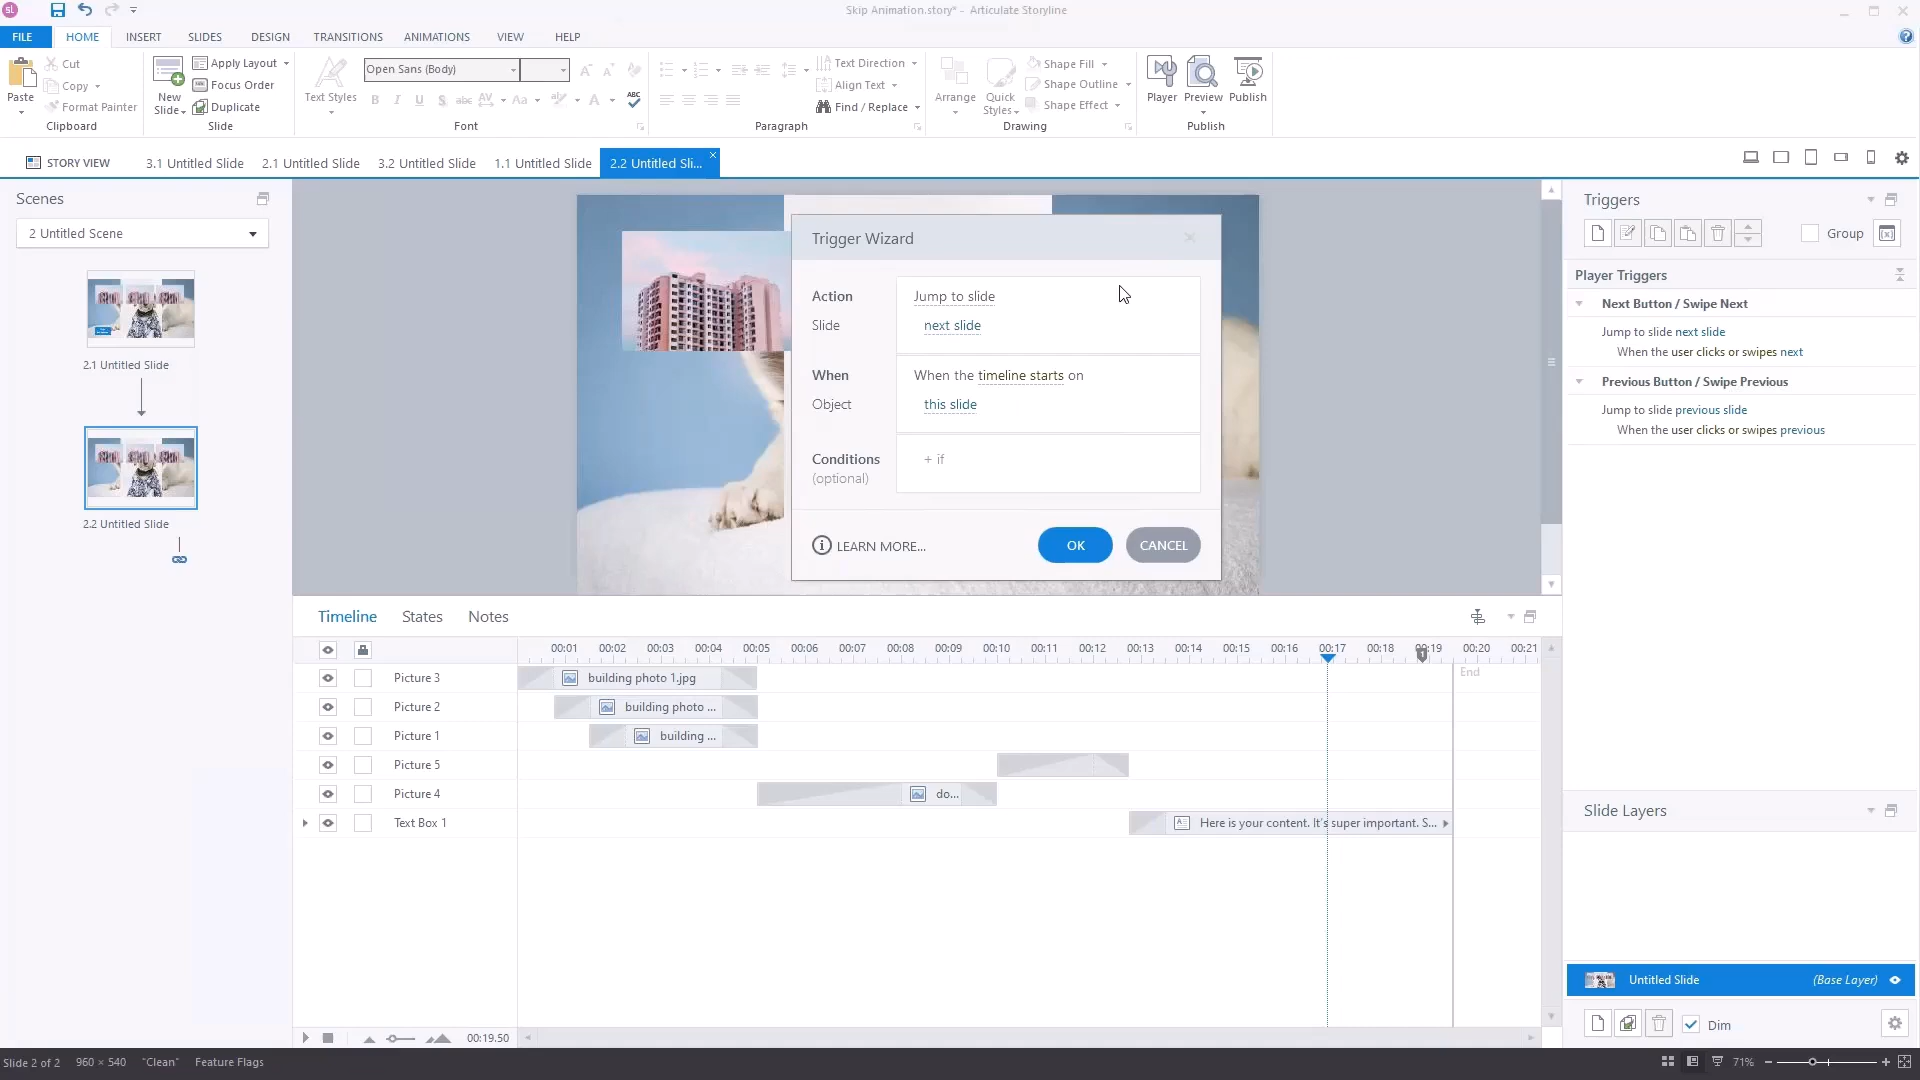 sL
Skip Animation.story* - Articulate Storyline
FILE HOME INSERT SLIDES DESIGN TRANSITIONS ANIMATIONS VIEW HELP
Paste
Cut
Copy
Format Painter
Clipboard
New Slide
Apply Layout
Focus Order
Duplicate
Slide
Text Styles
Open Sans (Body)
B I U S abc AV Aa A
ABC
Font
Text Direction
Align Text
Find / Replace
Paragraph
Arrange
Quick Styles
Shape Fill
Shape Outline
Shape Effect
Drawing
Player
Preview
Publish
Publish
STORY VIEW
3.1 Untitled Slide
2.1 Untitled Slide
3.2 Untitled Slide
1.1 Untitled Slide
2.2 Untitled Sli...
Scenes
2 Untitled Scene
2.1 Untitled Slide
2.2 Untitled Slide
Trigger Wizard
Action Jump to slide
Slide next slide
When When the timeline starts on
Object this slide
Conditions + if
(optional)
LEARN MORE...
OK
CANCEL
Triggers
Group
Player Triggers
Next Button / Swipe Next
Jump to slide next slide
When the user clicks or swipes next
Previous Button / Swipe Previous
Jump to slide previous slide
When the user clicks or swipes previous
Timeline States Notes
00:01 00:02 00:03 00:04 00:05 00:06 00:07 00:08 00:09 00:10 00:11 00:12 00:13 00:14 00:15 00:16 00:17 00:18 00:19 00:20 00:21
Picture 3 building photo 1.jpg End
Picture 2 building photo ...
Picture 1 building ...
Picture 5
Picture 4 do...
Text Box 1 Here is your content. It's super important. S...
00:19.50
Slide Layers
Untitled Slide (Base Layer)
Dim
Slide 2 of 2 960 × 540 "Clean" Feature Flags 71%